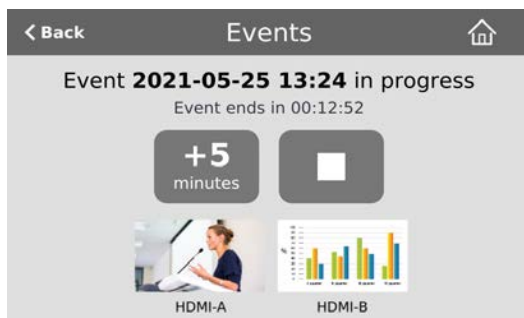 Back
Events
Event 2021-05-25 13:24 in progress
Event ends in 00:12:52
+5
minutes
HDMI-A
HDMI-B